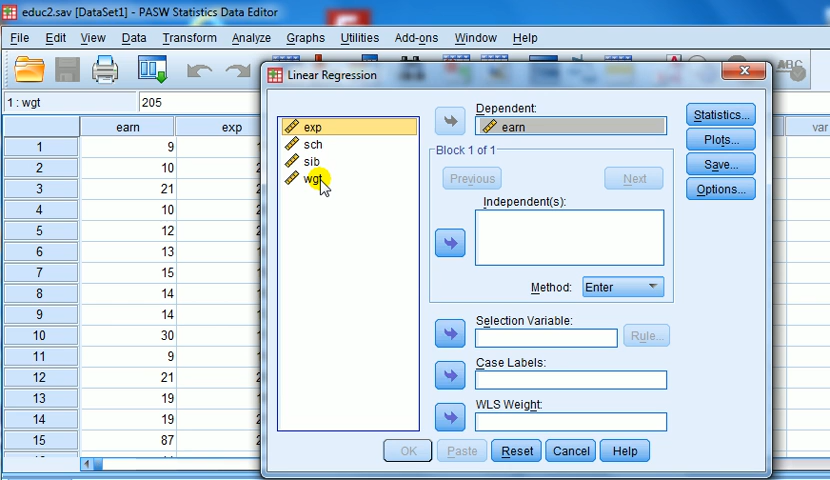 educ2.sav [DataSet1] - PASW Statistics Data Editor
File Edit View Data Transform Analyze Graphs Utilities Add-ons Window Help
ABC
1 : wgt 205
Linear Regression
earn exp var
1 9
2 10
3 21
4 10
5 12
6 13
7 15
8 14
9 14
10 30
11 9
12 21
13 19
14 19
15 87
exp
sch
sib
wgt
Dependent:
earn
Block 1 of 1
Previous Next
Independent(s):
Method: Enter
Selection Variable:
Rule...
Case Labels:
WLS Weight:
Statistics...
Plots...
Save...
Options...
OK Paste Reset Cancel Help